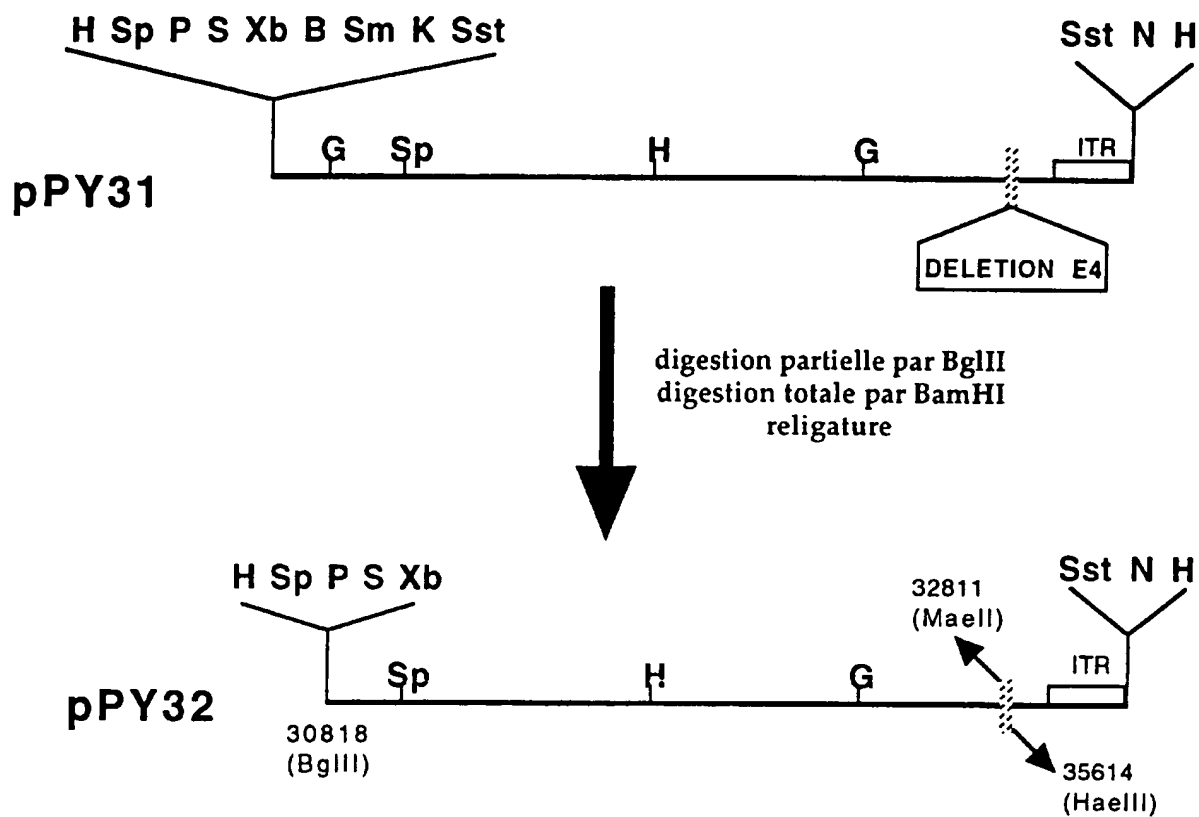 H Sp P S Xb B Sm K Sst
Sst N H
G Sp H G ITR
pPY31
DELETION E4
digestion partielle par BglII
digestion totale par BamHI
religature
H Sp P S Xb
Sst N H
32811
(MaeII)
Sp H G ITR
pPY32
30818
(BglII)
35614
(HaeIII)